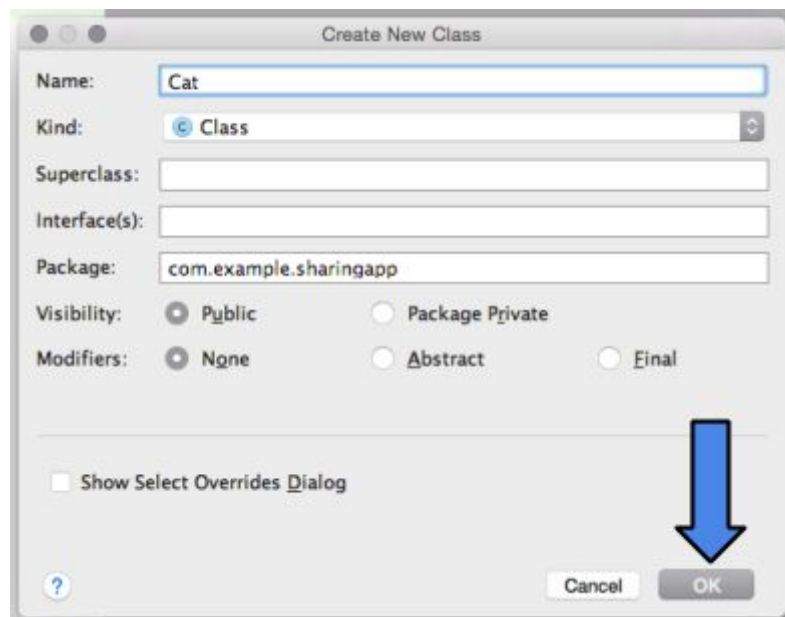 Create New Class
Name: Cat
Kind: C Class
Superclass:
Interface(s):
Package: com.example.sharingapp
Visibility: Public Package Private
Modifiers: None Abstract Final
Show Select Overrides Dialog
? Cancel OK